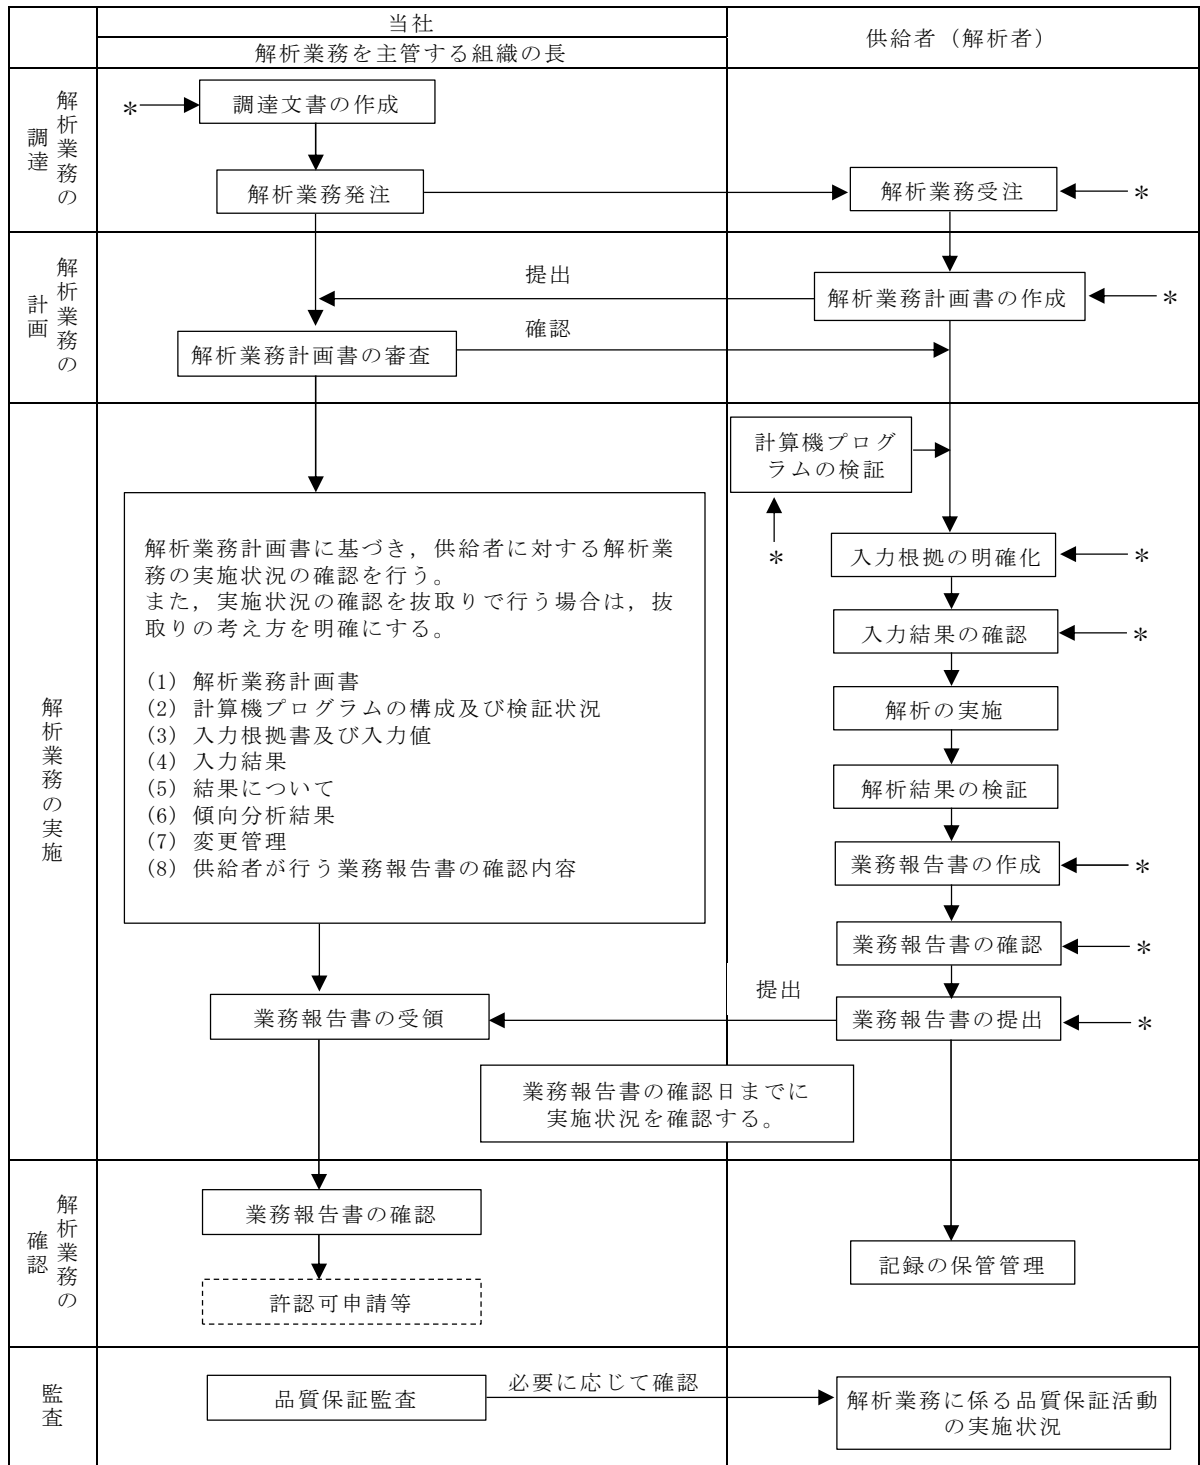 当社
解析業務を主管する組織の長
供給者（解析者）
解析業務の
調達
＊
調達文書の作成
解析業務発注
解析業務受注
＊
解析業務の
計画
提出
解析業務計画書の作成
＊
確認
解析業務計画書の審査
解析業務の実施
計算機プログ
ラムの検証
＊
解析業務計画書に基づき，供給者に対する解析業
務の実施状況の確認を行う。
また，実施状況の確認を抜取りで行う場合は，抜
取りの考え方を明確にする。
(1) 解析業務計画書
(2) 計算機プログラムの構成及び検証状況
(3) 入力根拠書及び入力値
(4) 入力結果
(5) 結果について
(6) 傾向分析結果
(7) 変更管理
(8) 供給者が行う業務報告書の確認内容
入力根拠の明確化
＊
入力結果の確認
＊
解析の実施
解析結果の検証
業務報告書の作成
＊
業務報告書の確認
＊
提出
業務報告書の受領
業務報告書の提出
＊
業務報告書の確認日までに
実施状況を確認する。
解析業務の
確認
業務報告書の確認
許認可申請等
記録の保管管理
監査
品質保証監査
必要に応じて確認
解析業務に係る品質保証活動
の実施状況